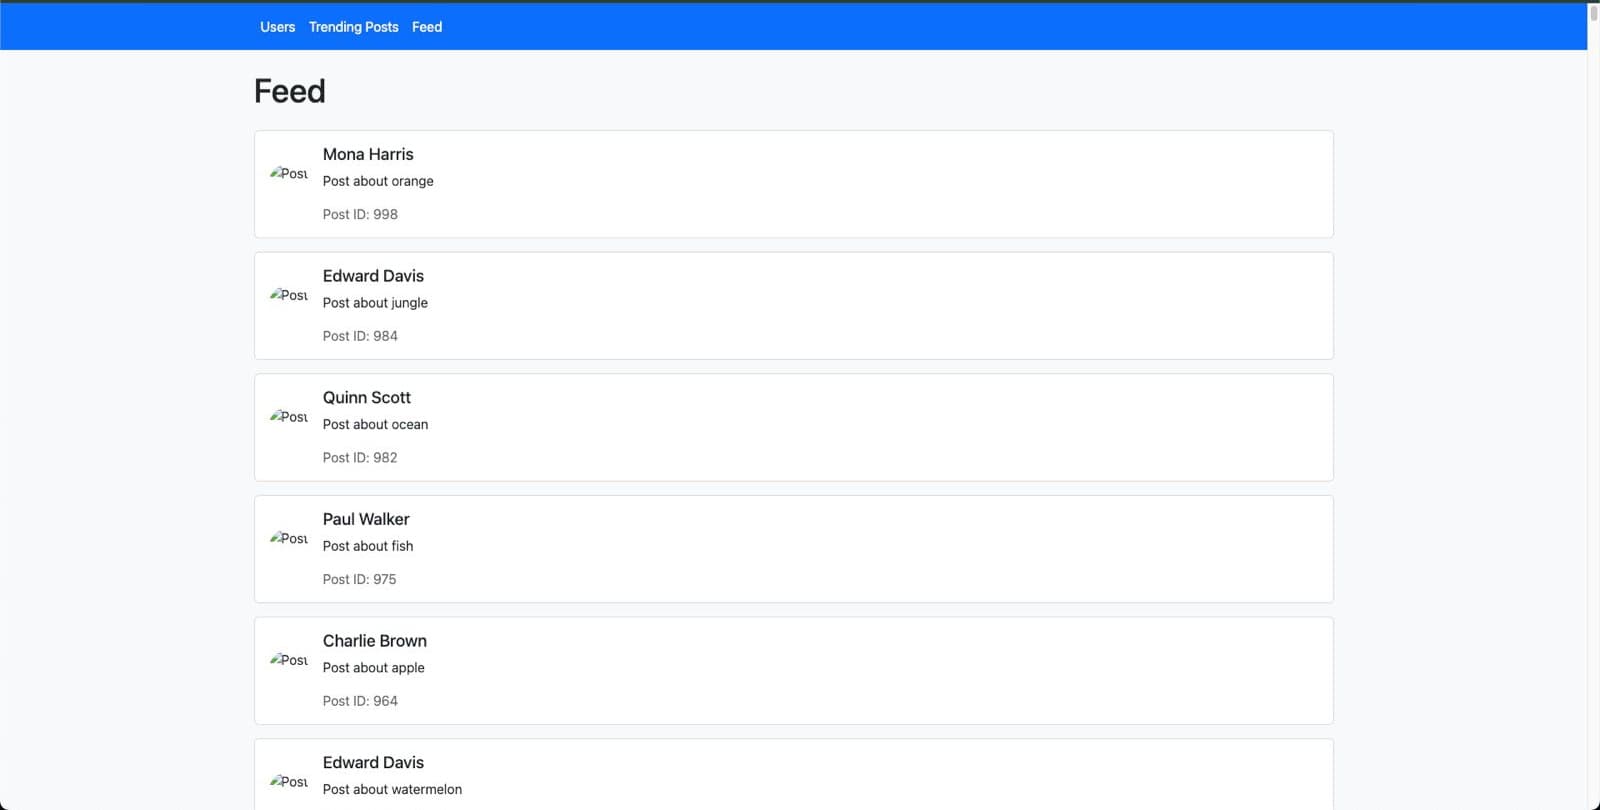 Users Trending Posts Feed
Feed
Mona Harris
Post
Post about orange
Post ID: 998
Edward Davis
Post
Post about jungle
Post ID: 984
Quinn Scott
Post
Post about ocean
Post ID: 982
Paul Walker
Post
Post about fish
Post ID: 975
Charlie Brown
Post
Post about apple
Post ID: 964
Edward Davis
Post
Post about watermelon